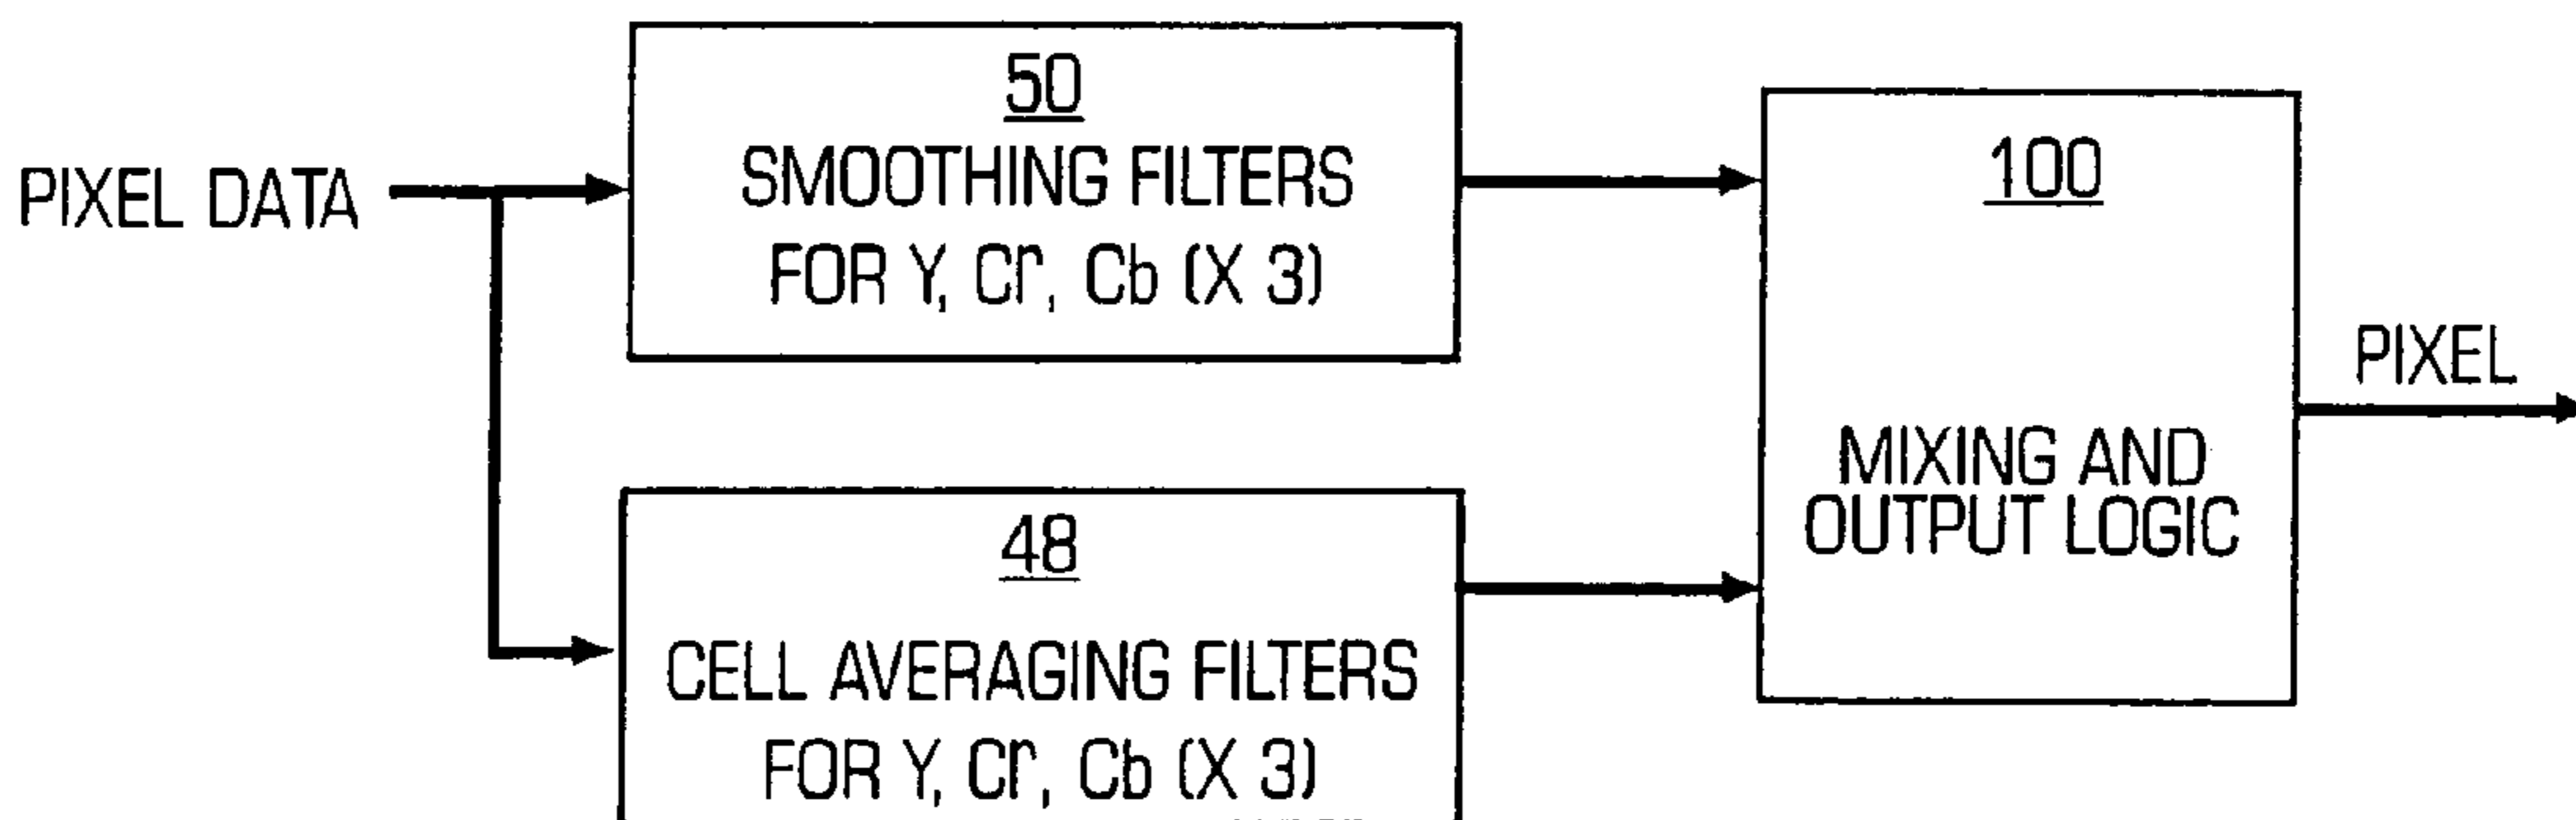 PIXEL DATA
50
SMOOTHING FILTERS
FOR Y, Cr, Cb (X 3)
48
CELL AVERAGING FILTERS
FOR Y, Cr, Cb (X 3)
100
MIXING AND
OUTPUT LOGIC
PIXEL